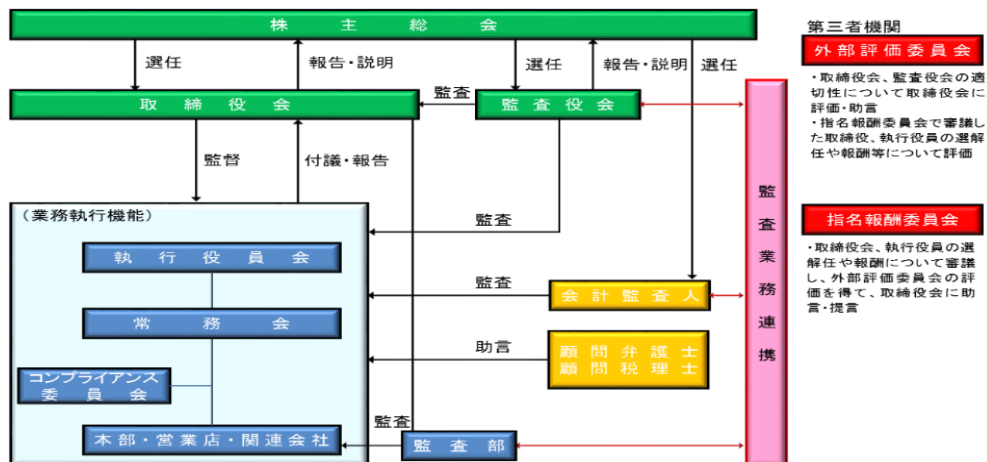 株主総会
選任
報告・説明
選任
報告・説明
選任
取締役会
監査
監査役会
監督
付議・報告
(業務執行機能)
監査
執行役員会
監査
会計監査人
常務会
助言
顧問弁護士
顧問税理士
コンプライアンス
委員会
監査
本部・営業店・関連会社
監査部
監査業務連携
第三者機関
外部評価委員会
・取締役会、監査役会の適
切性について取締役会に
評価・助言
・指名報酬委員会で審議し
た取締役、執行役員の選解
任や報酬等について評価
指名報酬委員会
・取締役会、執行役員の選
解任や報酬について審議
し、外部評価委員会の評
価を得て、取締役会に助
言・提言